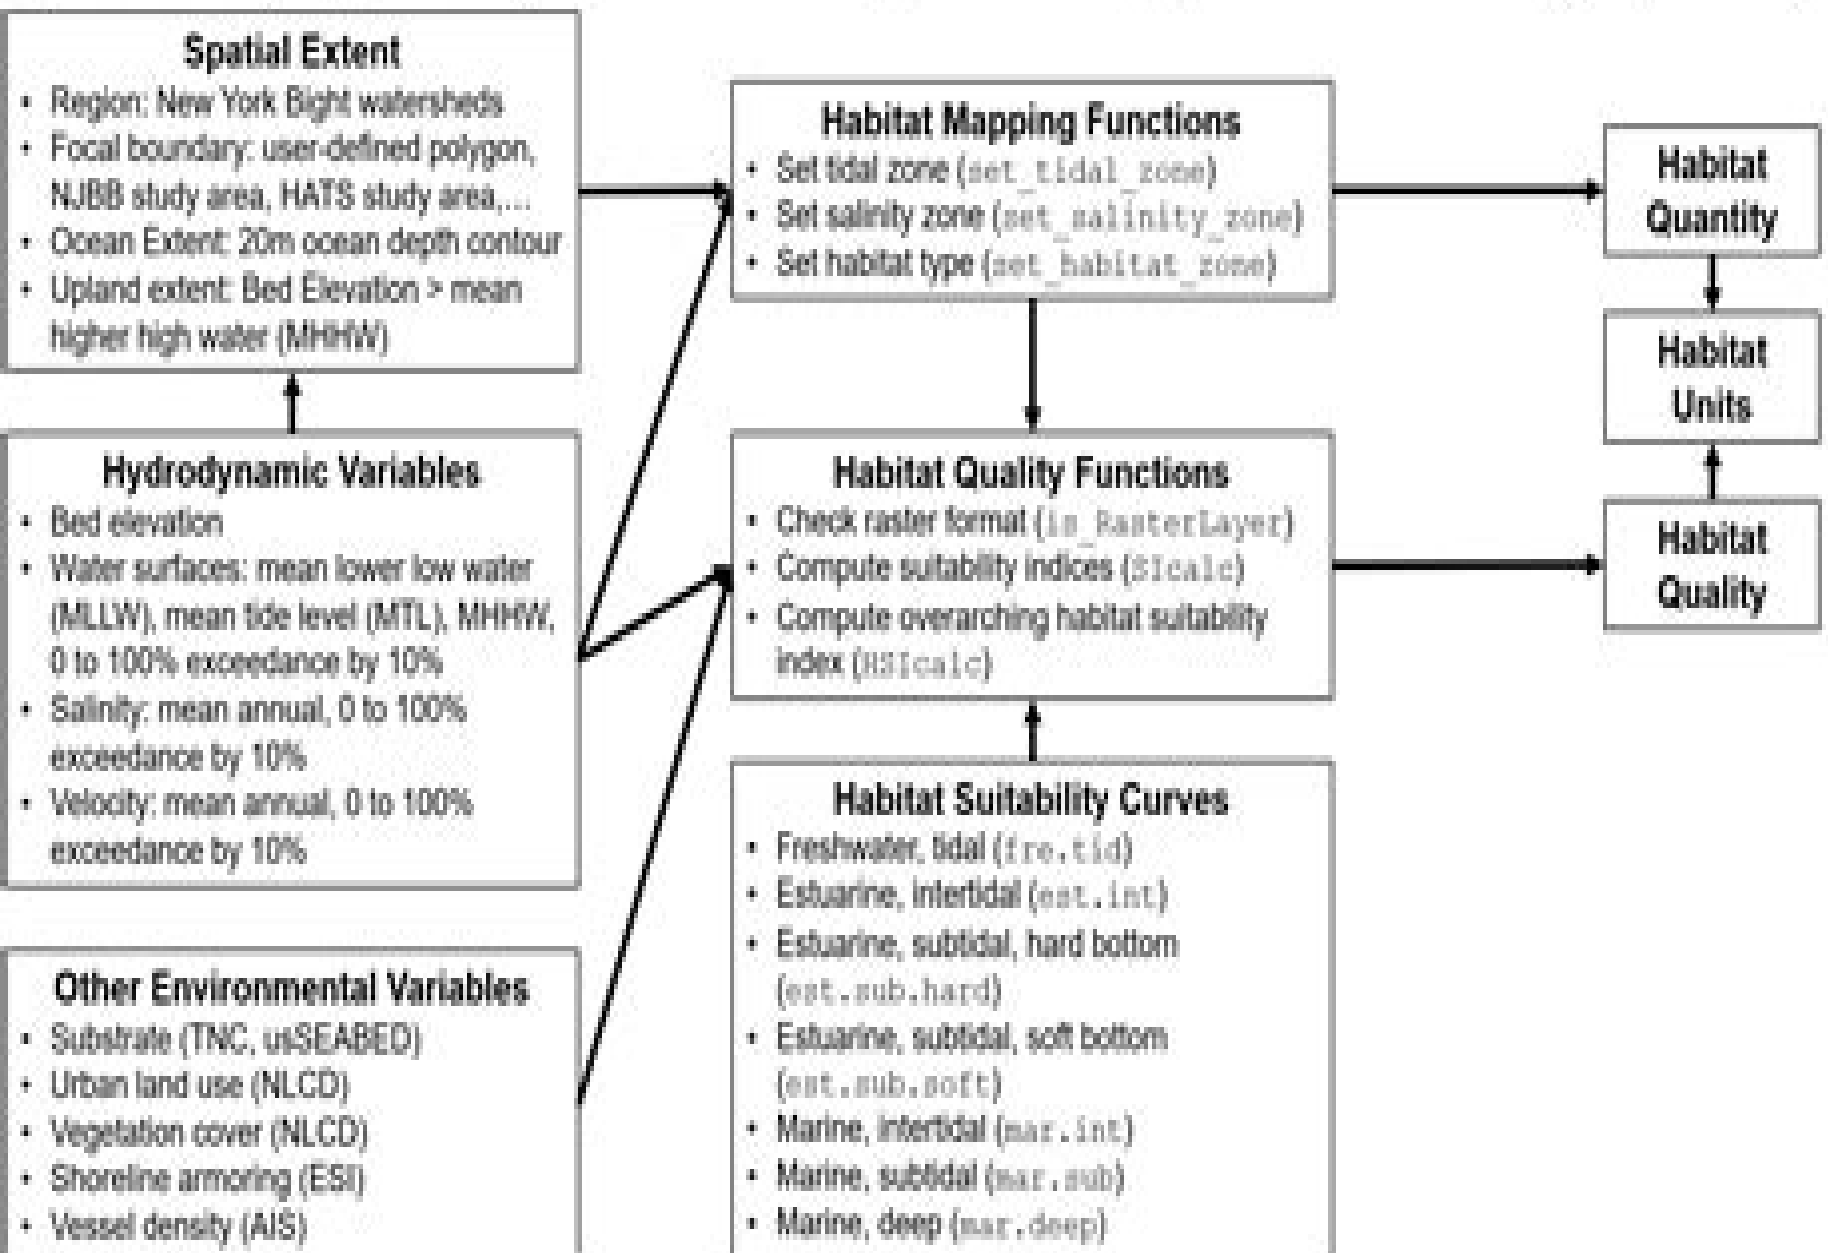 Spatial Extent
• Region: New York Bight watersheds
• Focal boundary: user-defined polygon,
NJBB study area, HATS study area,...
• Ocean Extent: 20m ocean depth contour
• Upland extent: Bed Elevation > mean
higher high water (MHHW)
Hydrodynamic Variables
• Bed elevation
• Water surfaces: mean lower low water
(MLLW), mean tide level (MTL), MHHW,
0 to 100% exceedance by 10%
• Salinity: mean annual, 0 to 100%
exceedance by 10%
• Velocity: mean annual, 0 to 100%
exceedance by 10%
Other Environmental Variables
• Substrate (TNC, usSEABED)
• Urban land use (NLCD)
• Vegetation cover (NLCD)
• Shoreline armoring (ESI)
• Vessel density (AIS)
Habitat Mapping Functions
• Set tidal zone (set_tidal_zone)
• Set salinity zone (set_salinity_zone)
• Set habitat type (set_habitat_zone)
Habitat Quality Functions
• Check raster format (is_RasterLayer)
• Compute suitability indices (SIcalc)
• Compute overarching habitat suitability
index (HSIcalc)
Habitat Suitability Curves
• Freshwater, tidal (fre.tid)
• Estuarine, intertidal (est.int)
• Estuarine, subtidal, hard bottom
(est.sub.hard)
• Estuarine, subtidal, soft bottom
(est.sub.soft)
• Marine, intertidal (mar.int)
• Marine, subtidal (mar.sub)
• Marine, deep (mar.deep)
Habitat
Quantity
Habitat
Units
Habitat
Quality